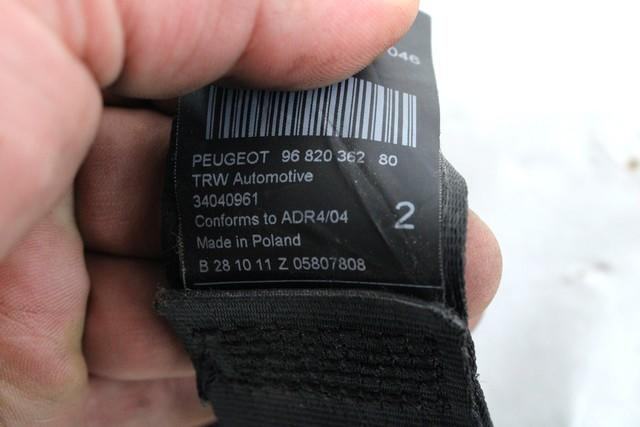 046
PEUGEOT 96 820 362 80
TRW Automotive
34040961
Conforms to ADR4/04
2
Made in Poland
B 28 10 11 Z 05807808